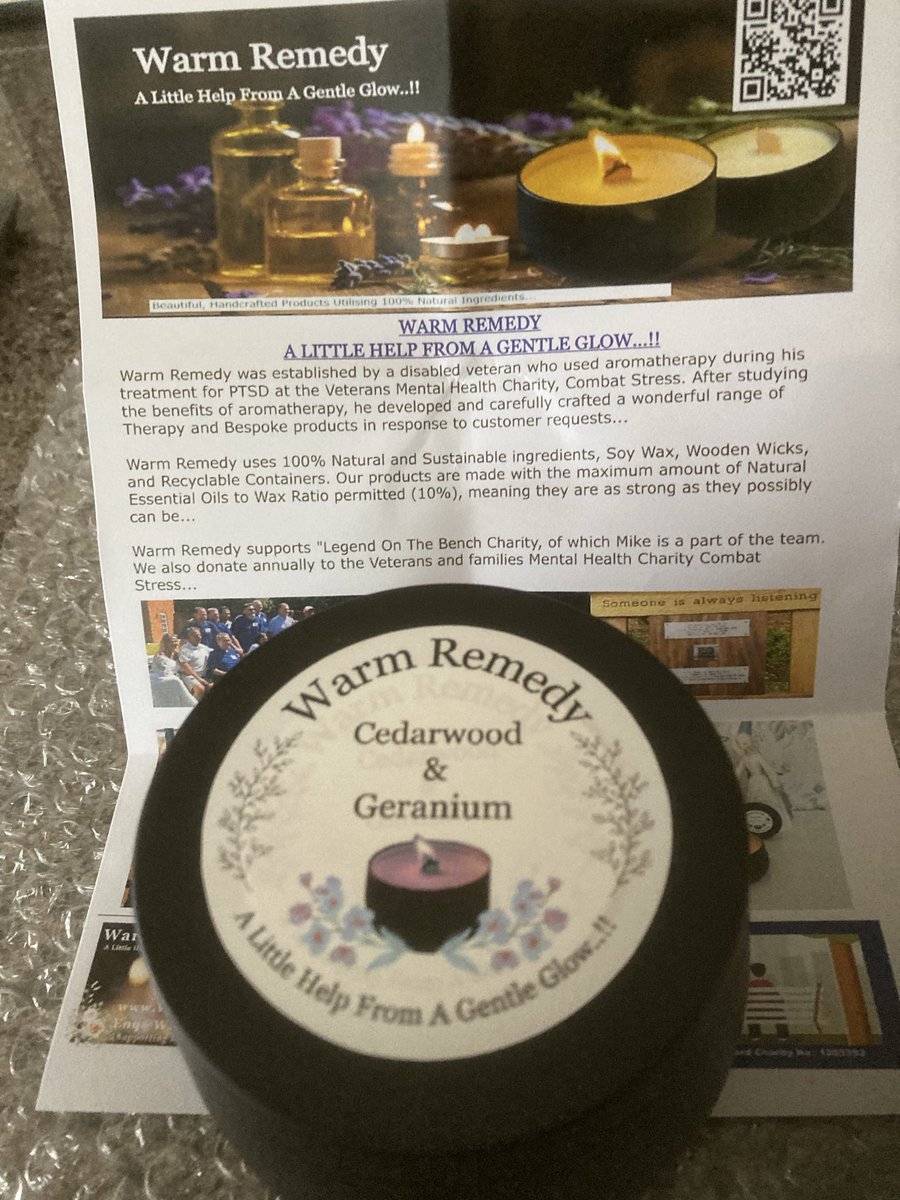 Warm Remedy
A Little Help From A Gentle Glow..!!
Beautiful, Handcrafted Products Utilising 100% Natural Ingredients...
WARM REMEDY
A LITTLE HELP FROM A GENTLE GLOW...!!
Warm Remedy was established by a disabled veteran who used aromatherapy during his
treatment for PTSD at the Veterans Mental Health Charity, Combat Stress. After studying
the benefits of aromatherapy, he developed and carefully crafted a wonderful range of
Therapy and Bespoke products in response to customer requests...
Warm Remedy uses 100% Natural and Sustainable ingredients, Soy Wax, Wooden Wicks,
and Recyclable Containers. Our products are made with the maximum amount of Natural
Essential Oils to Wax Ratio permitted (10%), meaning they are as strong as they possibly
can be...
Warm Remedy supports "Legend On The Bench Charity, of which Mike is a part of the team.
We also donate annually to the Veterans and families Mental Health Charity Combat
Stress...
Someone is always listening
Warm Remedy
Cedarwood
&
Geranium
A Little Help From A Gentle Glow..!!